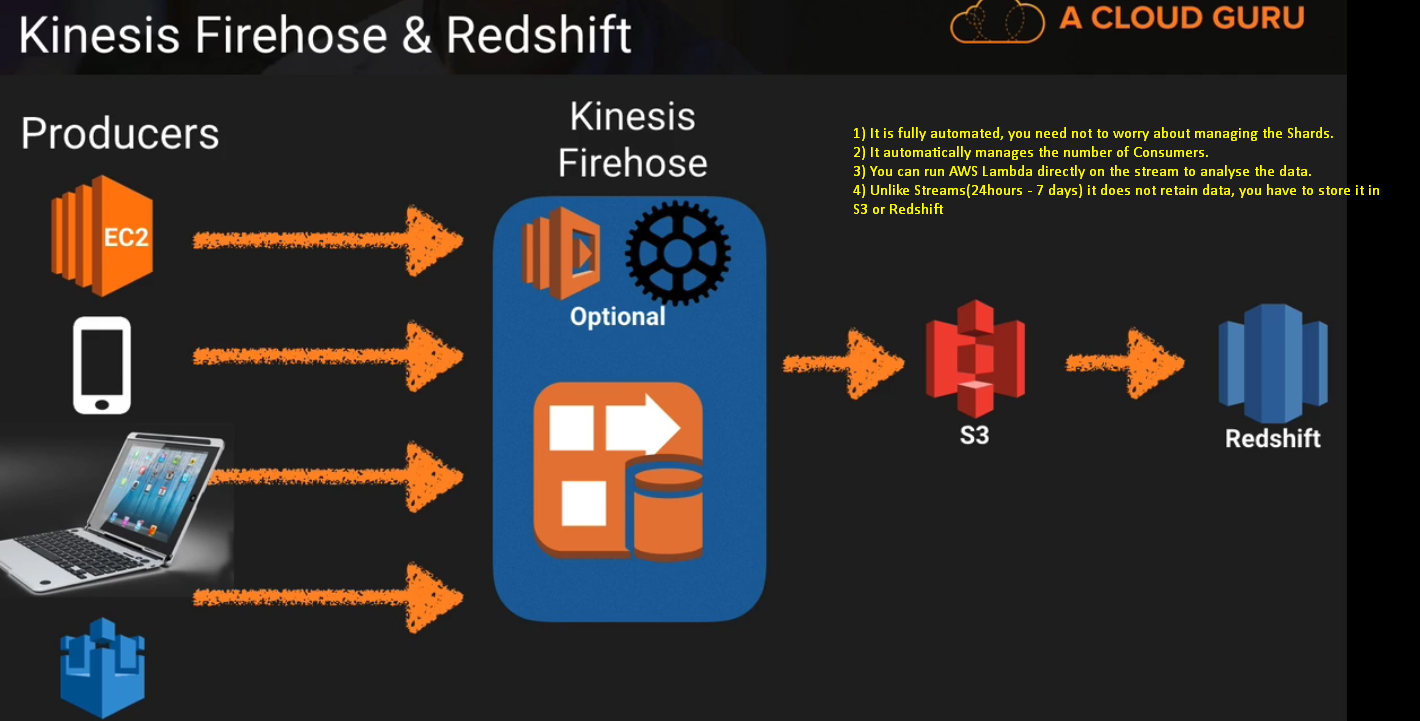 Kinesis Firehose & Redshift
A CLOUD GURU
Producers
Kinesis
Firehose
1) It is fully automated, you need not to worry about managing the Shards.
2) It automatically manages the number of Consumers.
3) You can run AWS Lambda directly on the stream to analyse the data.
4) Unlike Streams(24hours - 7 days) it does not retain data, you have to store it in
S3 or Redshift
EC2
Optional
S3
Redshift